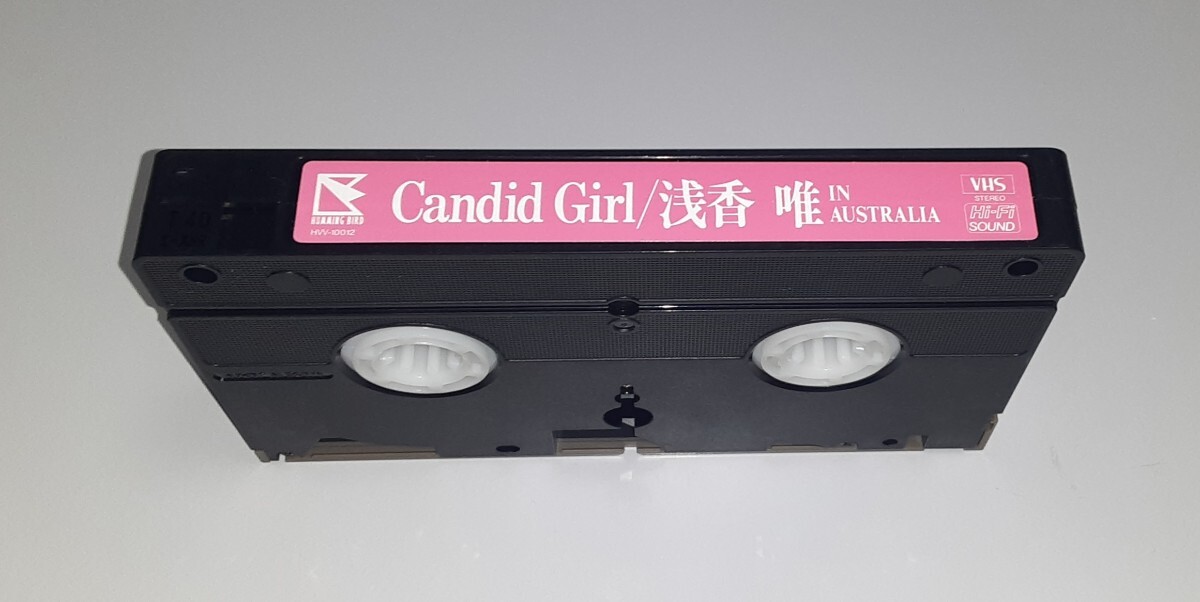 HUMMING BIRD
HVV-10012
Candid Girl/浅香 唯 IN
AUSTRALIA
VHS
STEREO
Hi-Fi
SOUND